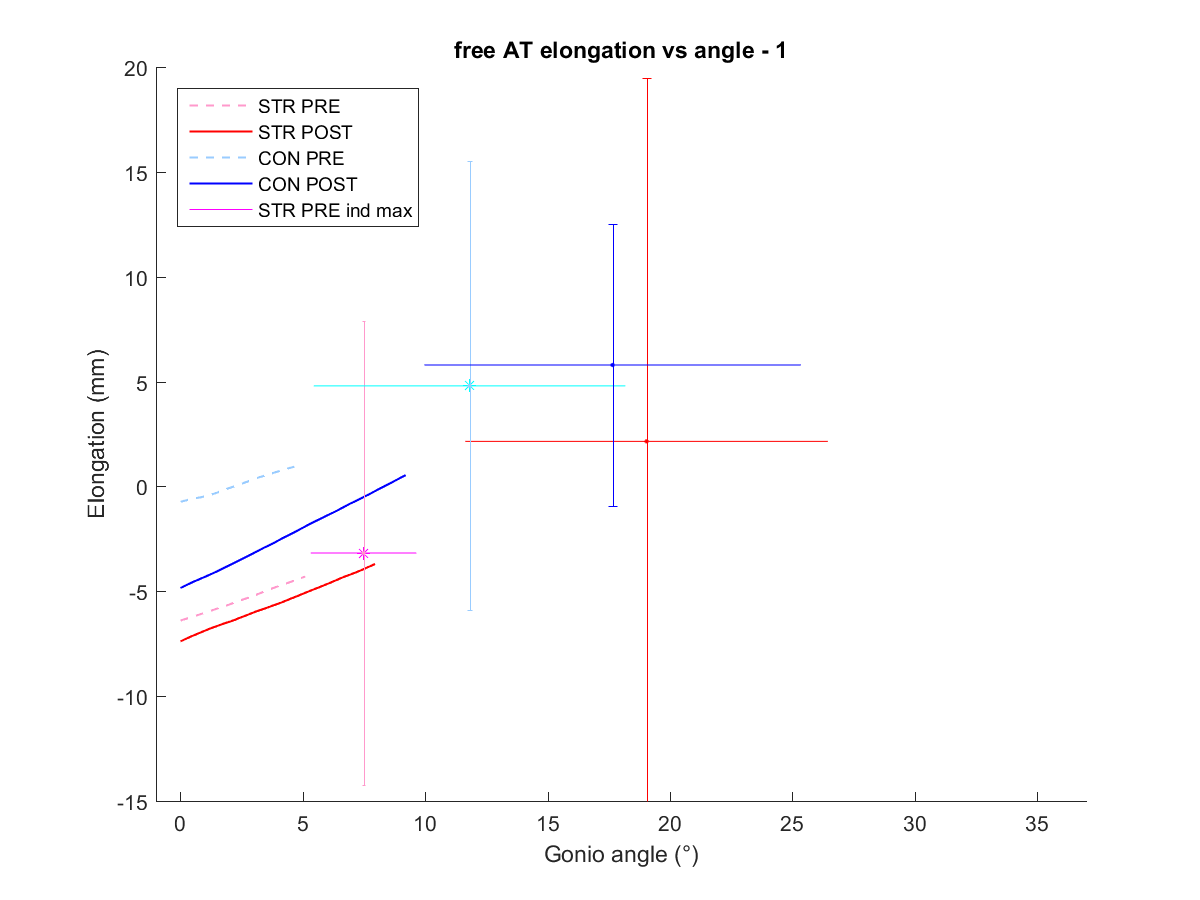 free AT elongation vs angle - 1
20
15
10
5
0
-5
-10
-15
Elongation (mm)
STR PRE
STR POST
CON PRE
CON POST
STR PRE ind max
0 5 10 15 20 25 30 35
Gonio angle (°)